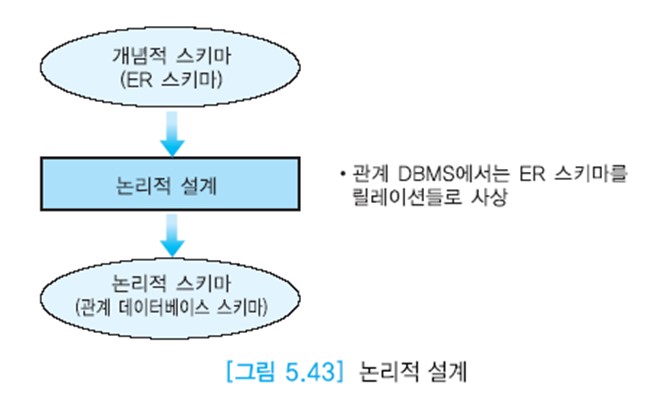 개념적 스키마
(ER 스키마)
논리적 설계
• 관계 DBMS에서는 ER 스키마를
릴레이션들로 사상
논리적 스키마
(관계 데이터베이스 스키마)
[그림 5.43] 논리적 설계